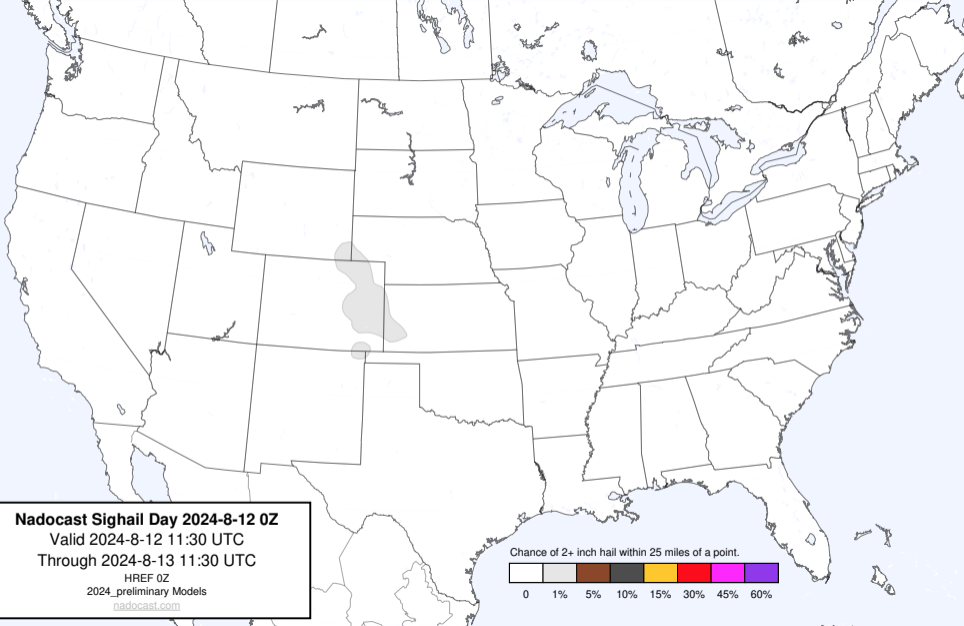 Nadocast Sighail Day 2024-8-12 0Z
Valid 2024-8-12 11:30 UTC
Through 2024-8-13 11:30 UTC
HREF 0Z
2024_preliminary Models
nadocast.com
Chance of 2+ inch hail within 25 miles of a point.
0 1% 5% 10% 15% 30% 45% 60%